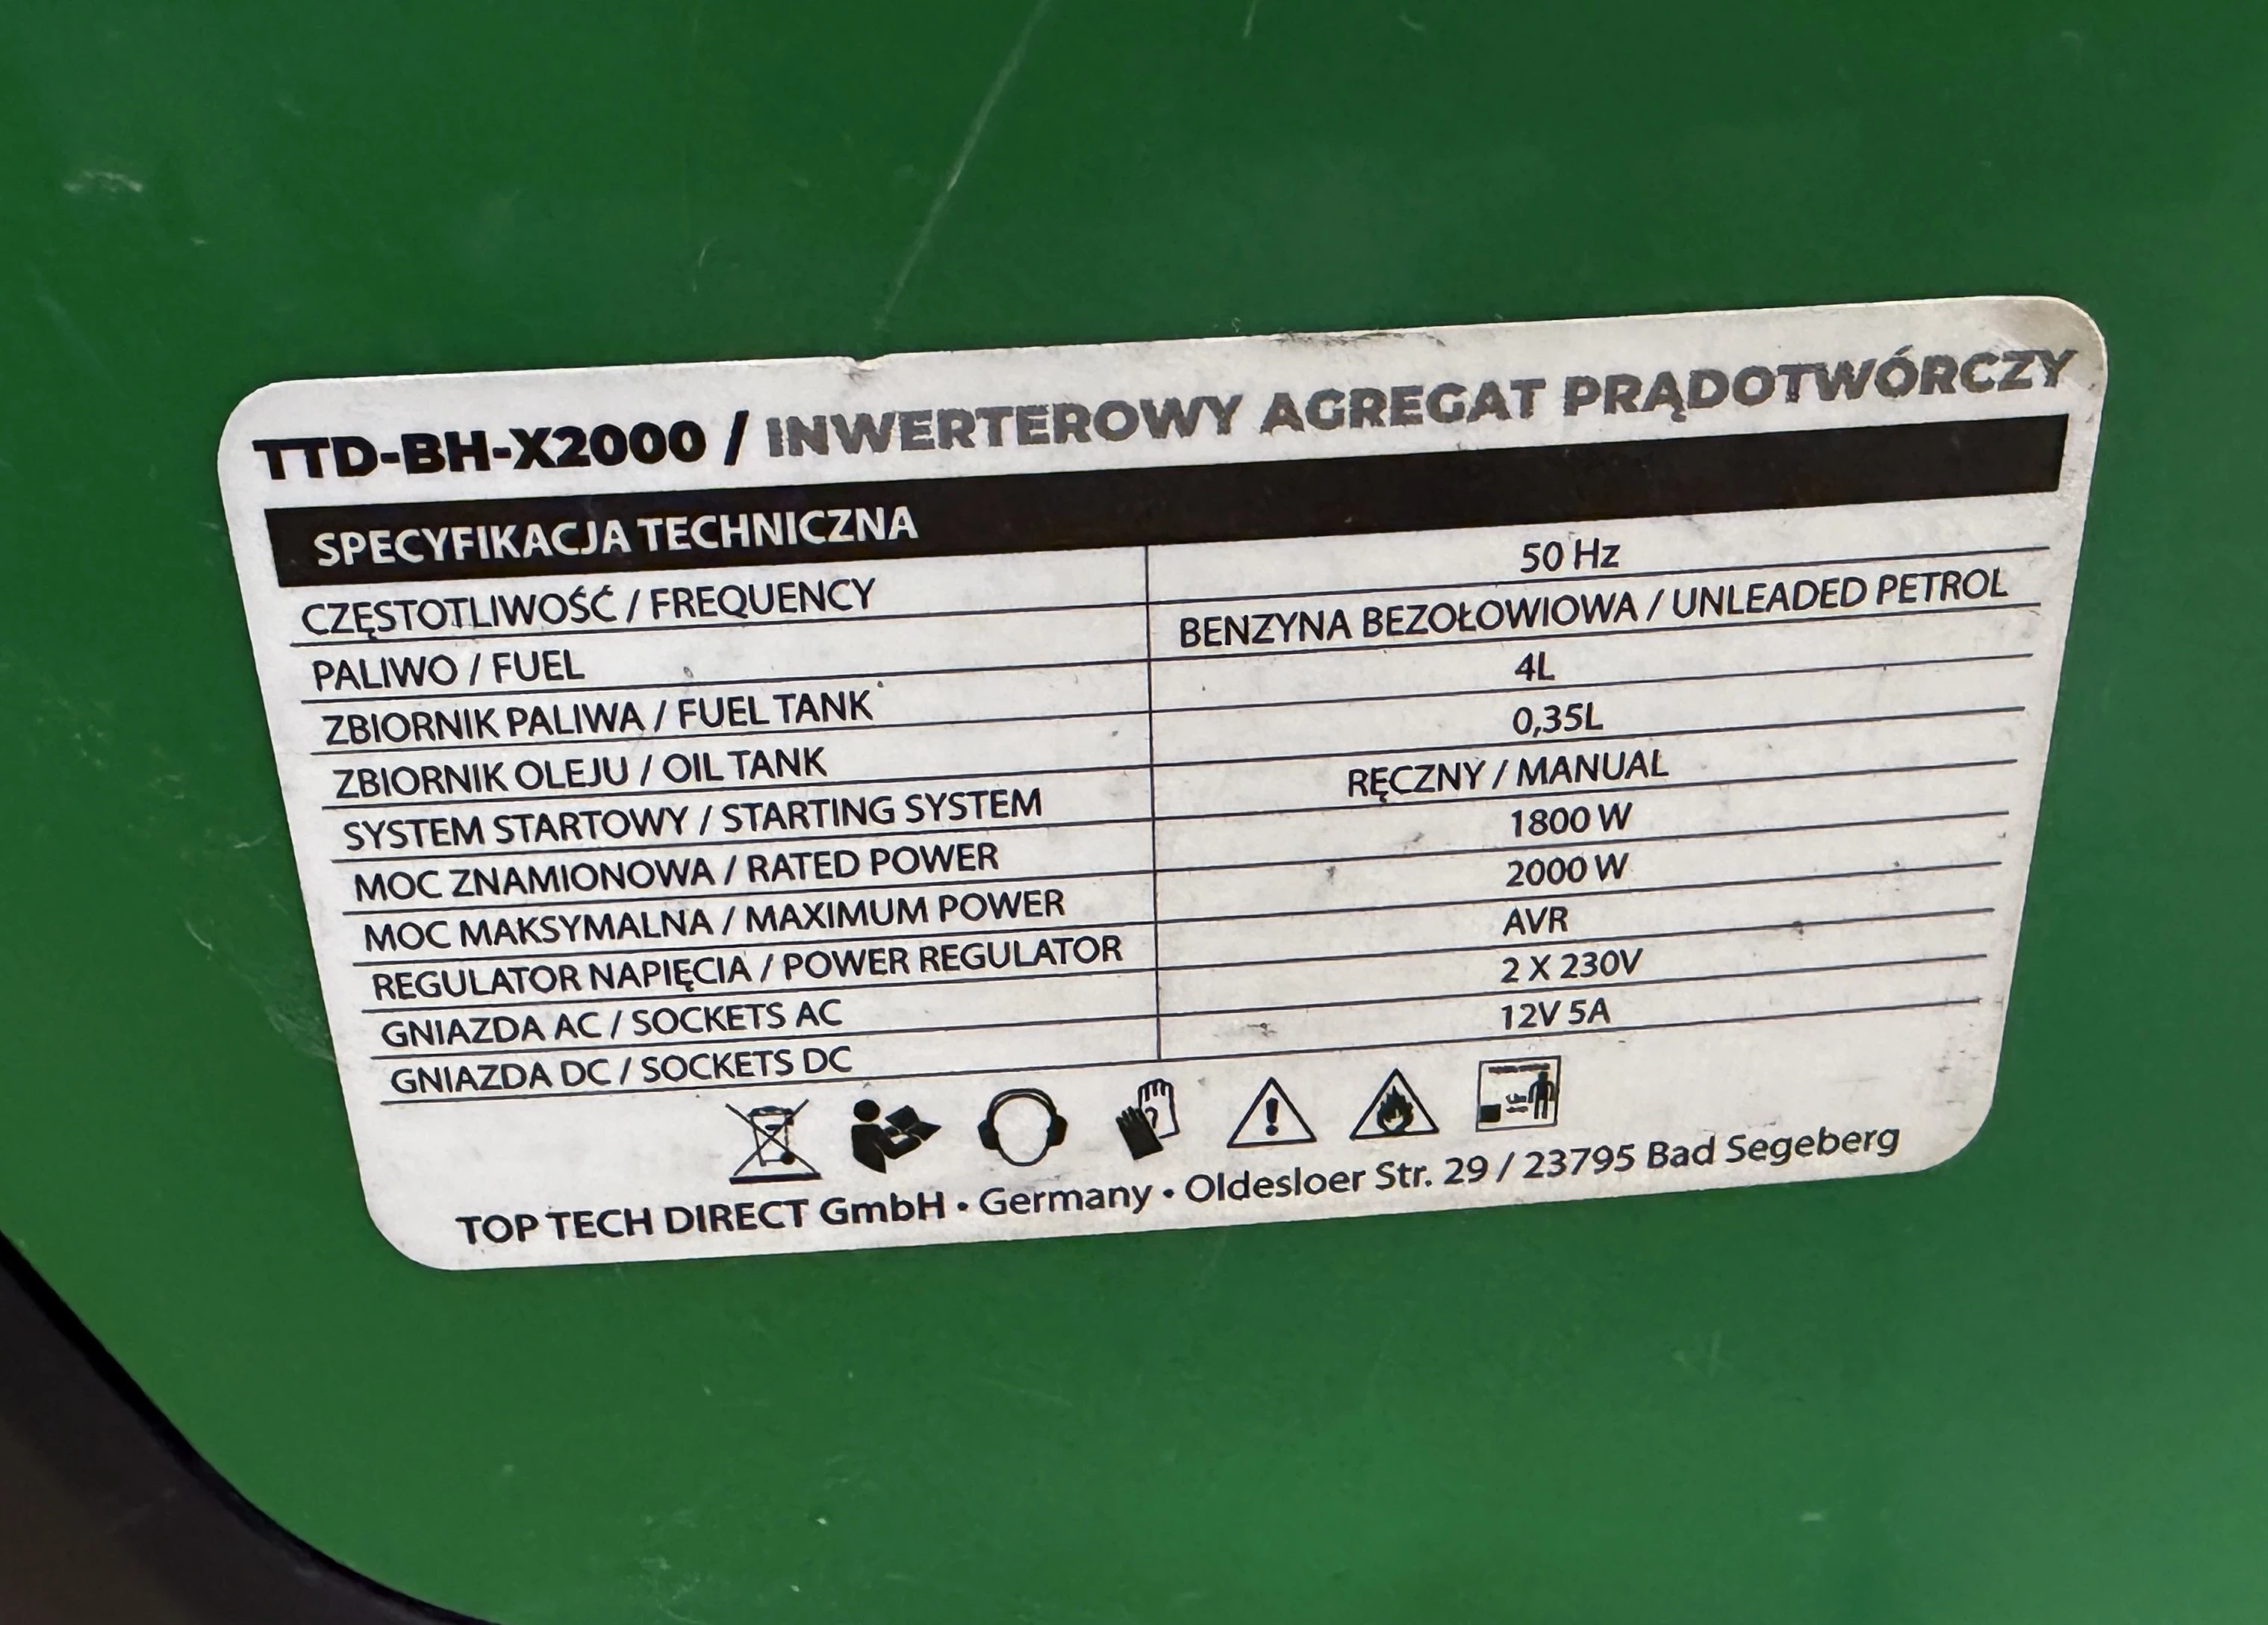 TTD-BH-X2000 / INWERTEROWY AGREGAT PRĄDOTWÓRCZY
SPECYFIKACJA TECHNICZNA
CZĘSTOTLIWOŚĆ / FREQUENCY 50 Hz
PALIWO / FUEL BENZYNA BEZOŁOWIOWA / UNLEADED PETROL
ZBIORNIK PALIWA / FUEL TANK 4L
ZBIORNIK OLEJU / OIL TANK 0,35L
SYSTEM STARTOWY / STARTING SYSTEM RĘCZNY / MANUAL
MOC ZNAMIONOWA / RATED POWER 1800 W
MOC MAKSYMALNA / MAXIMUM POWER 2000 W
REGULATOR NAPIĘCIA / POWER REGULATOR AVR
GNIAZDA AC / SOCKETS AC 2 X 230V
GNIAZDA DC / SOCKETS DC 12V 5A
TOP TECH DIRECT GmbH • Germany • Oldesloer Str. 29 / 23795 Bad Segeberg